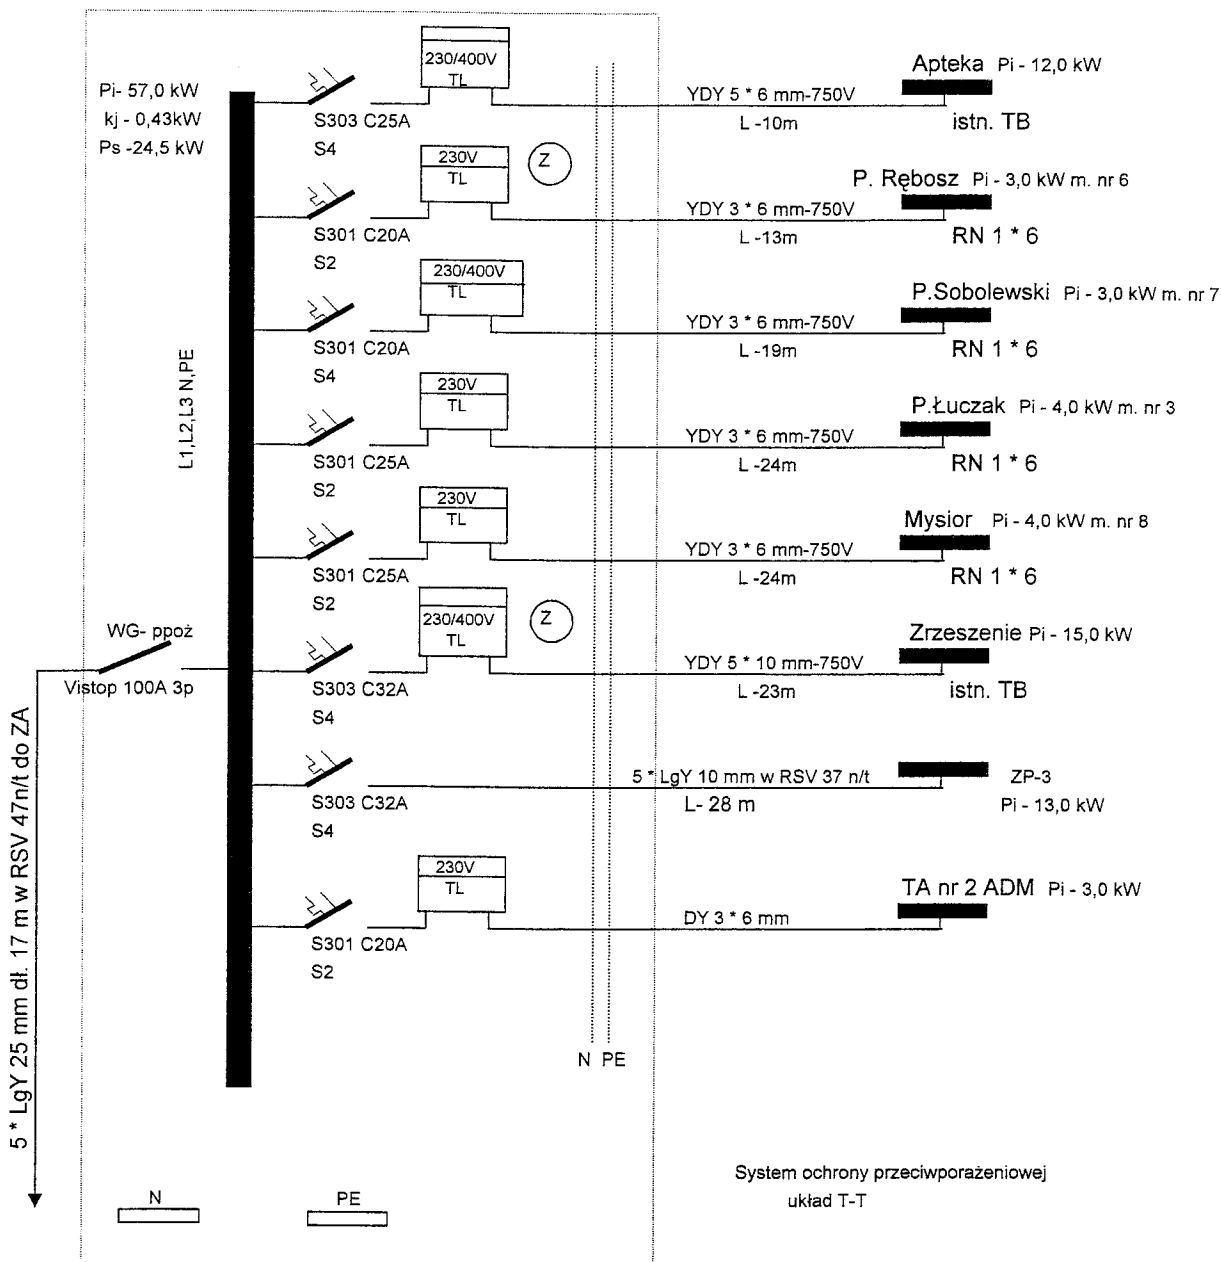 Pi- 57,0 kW
kj - 0,43kW
Ps -24,5 kW
230/400V
TL
S303 C25A
S4
YDY 5 * 6 mm-750V
L -10m
Apteka Pi - 12,0 kW
istn. TB
230V
TL
Z
S301 C20A
S2
YDY 3 * 6 mm-750V
L -13m
P. Rębosz Pi - 3,0 kW m. nr 6
RN 1 * 6
230/400V
TL
S301 C20A
S4
YDY 3 * 6 mm-750V
L -19m
P.Sobolewski Pi - 3,0 kW m. nr 7
RN 1 * 6
L1,L2,L3 N,PE
230V
TL
S301 C25A
S2
YDY 3 * 6 mm-750V
L -24m
P.Łuczak Pi - 4,0 kW m. nr 3
RN 1 * 6
230V
TL
S301 C25A
S2
YDY 3 * 6 mm-750V
L -24m
Mysior Pi - 4,0 kW m. nr 8
RN 1 * 6
WG- ppoż
Vistop 100A 3p
230/400V
TL
Z
S303 C32A
S4
YDY 5 * 10 mm-750V
L -23m
Zrzeszenie Pi - 15,0 kW
istn. TB
S303 C32A
S4
5 * LgY 10 mm w RSV 37 n/t
L- 28 m
ZP-3
Pi - 13,0 kW
230V
TL
S301 C20A
S2
DY 3 * 6 mm
TA nr 2 ADM Pi - 3,0 kW
5 * LgY 25 mm dł. 17 m w RSV 47n/t do ZA
N PE
N
PE
System ochrony przeciwporażeniowej
układ T-T